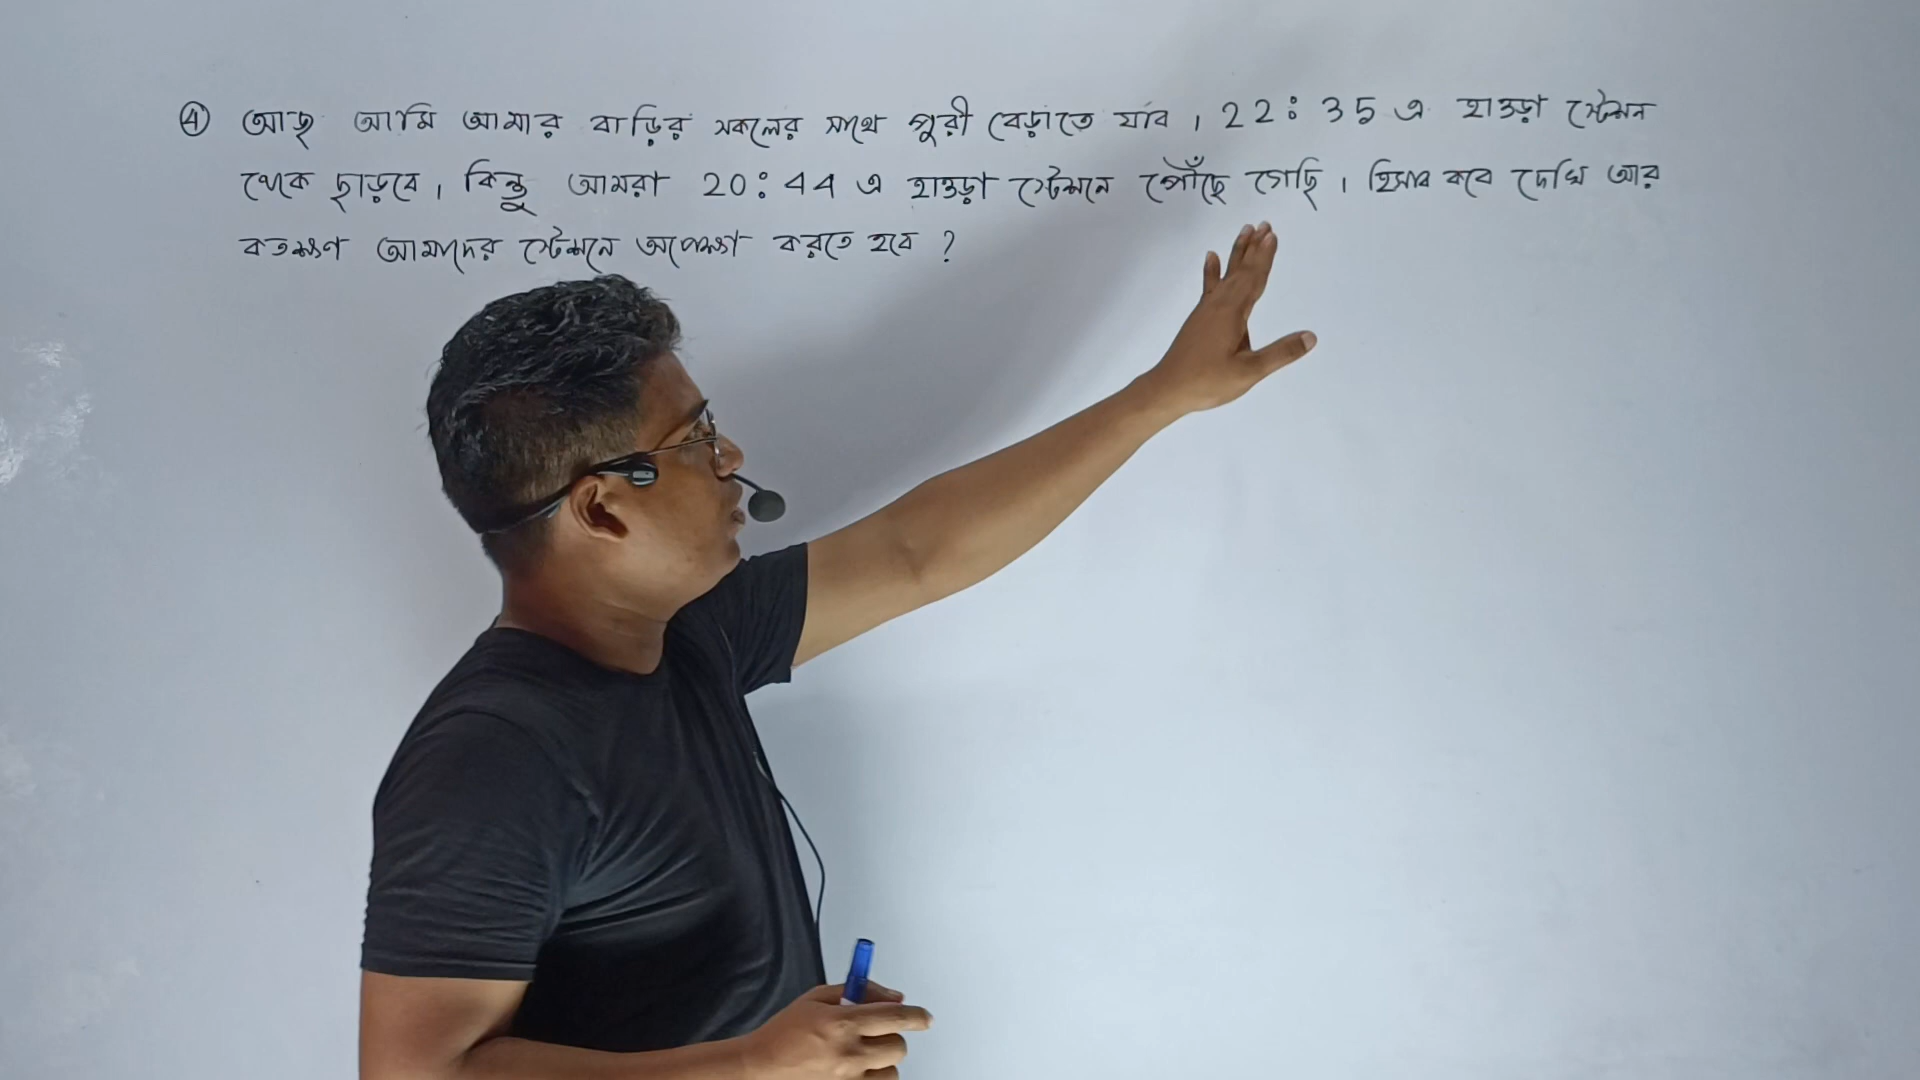 ④ আজ আমি আমার বাড়ির সকলের সাথে পুরী বেড়াতে যাব। 22:35 এ হাওড়া স্টেশন
থেকে ছাড়বে, কিন্তু আমরা 20:44 এ হাওড়া স্টেশনে পৌঁছে গেছি। হিসাব করে দেখি আর
কতক্ষণ আমাদের স্টেশনে অপেক্ষা করতে হবে ?